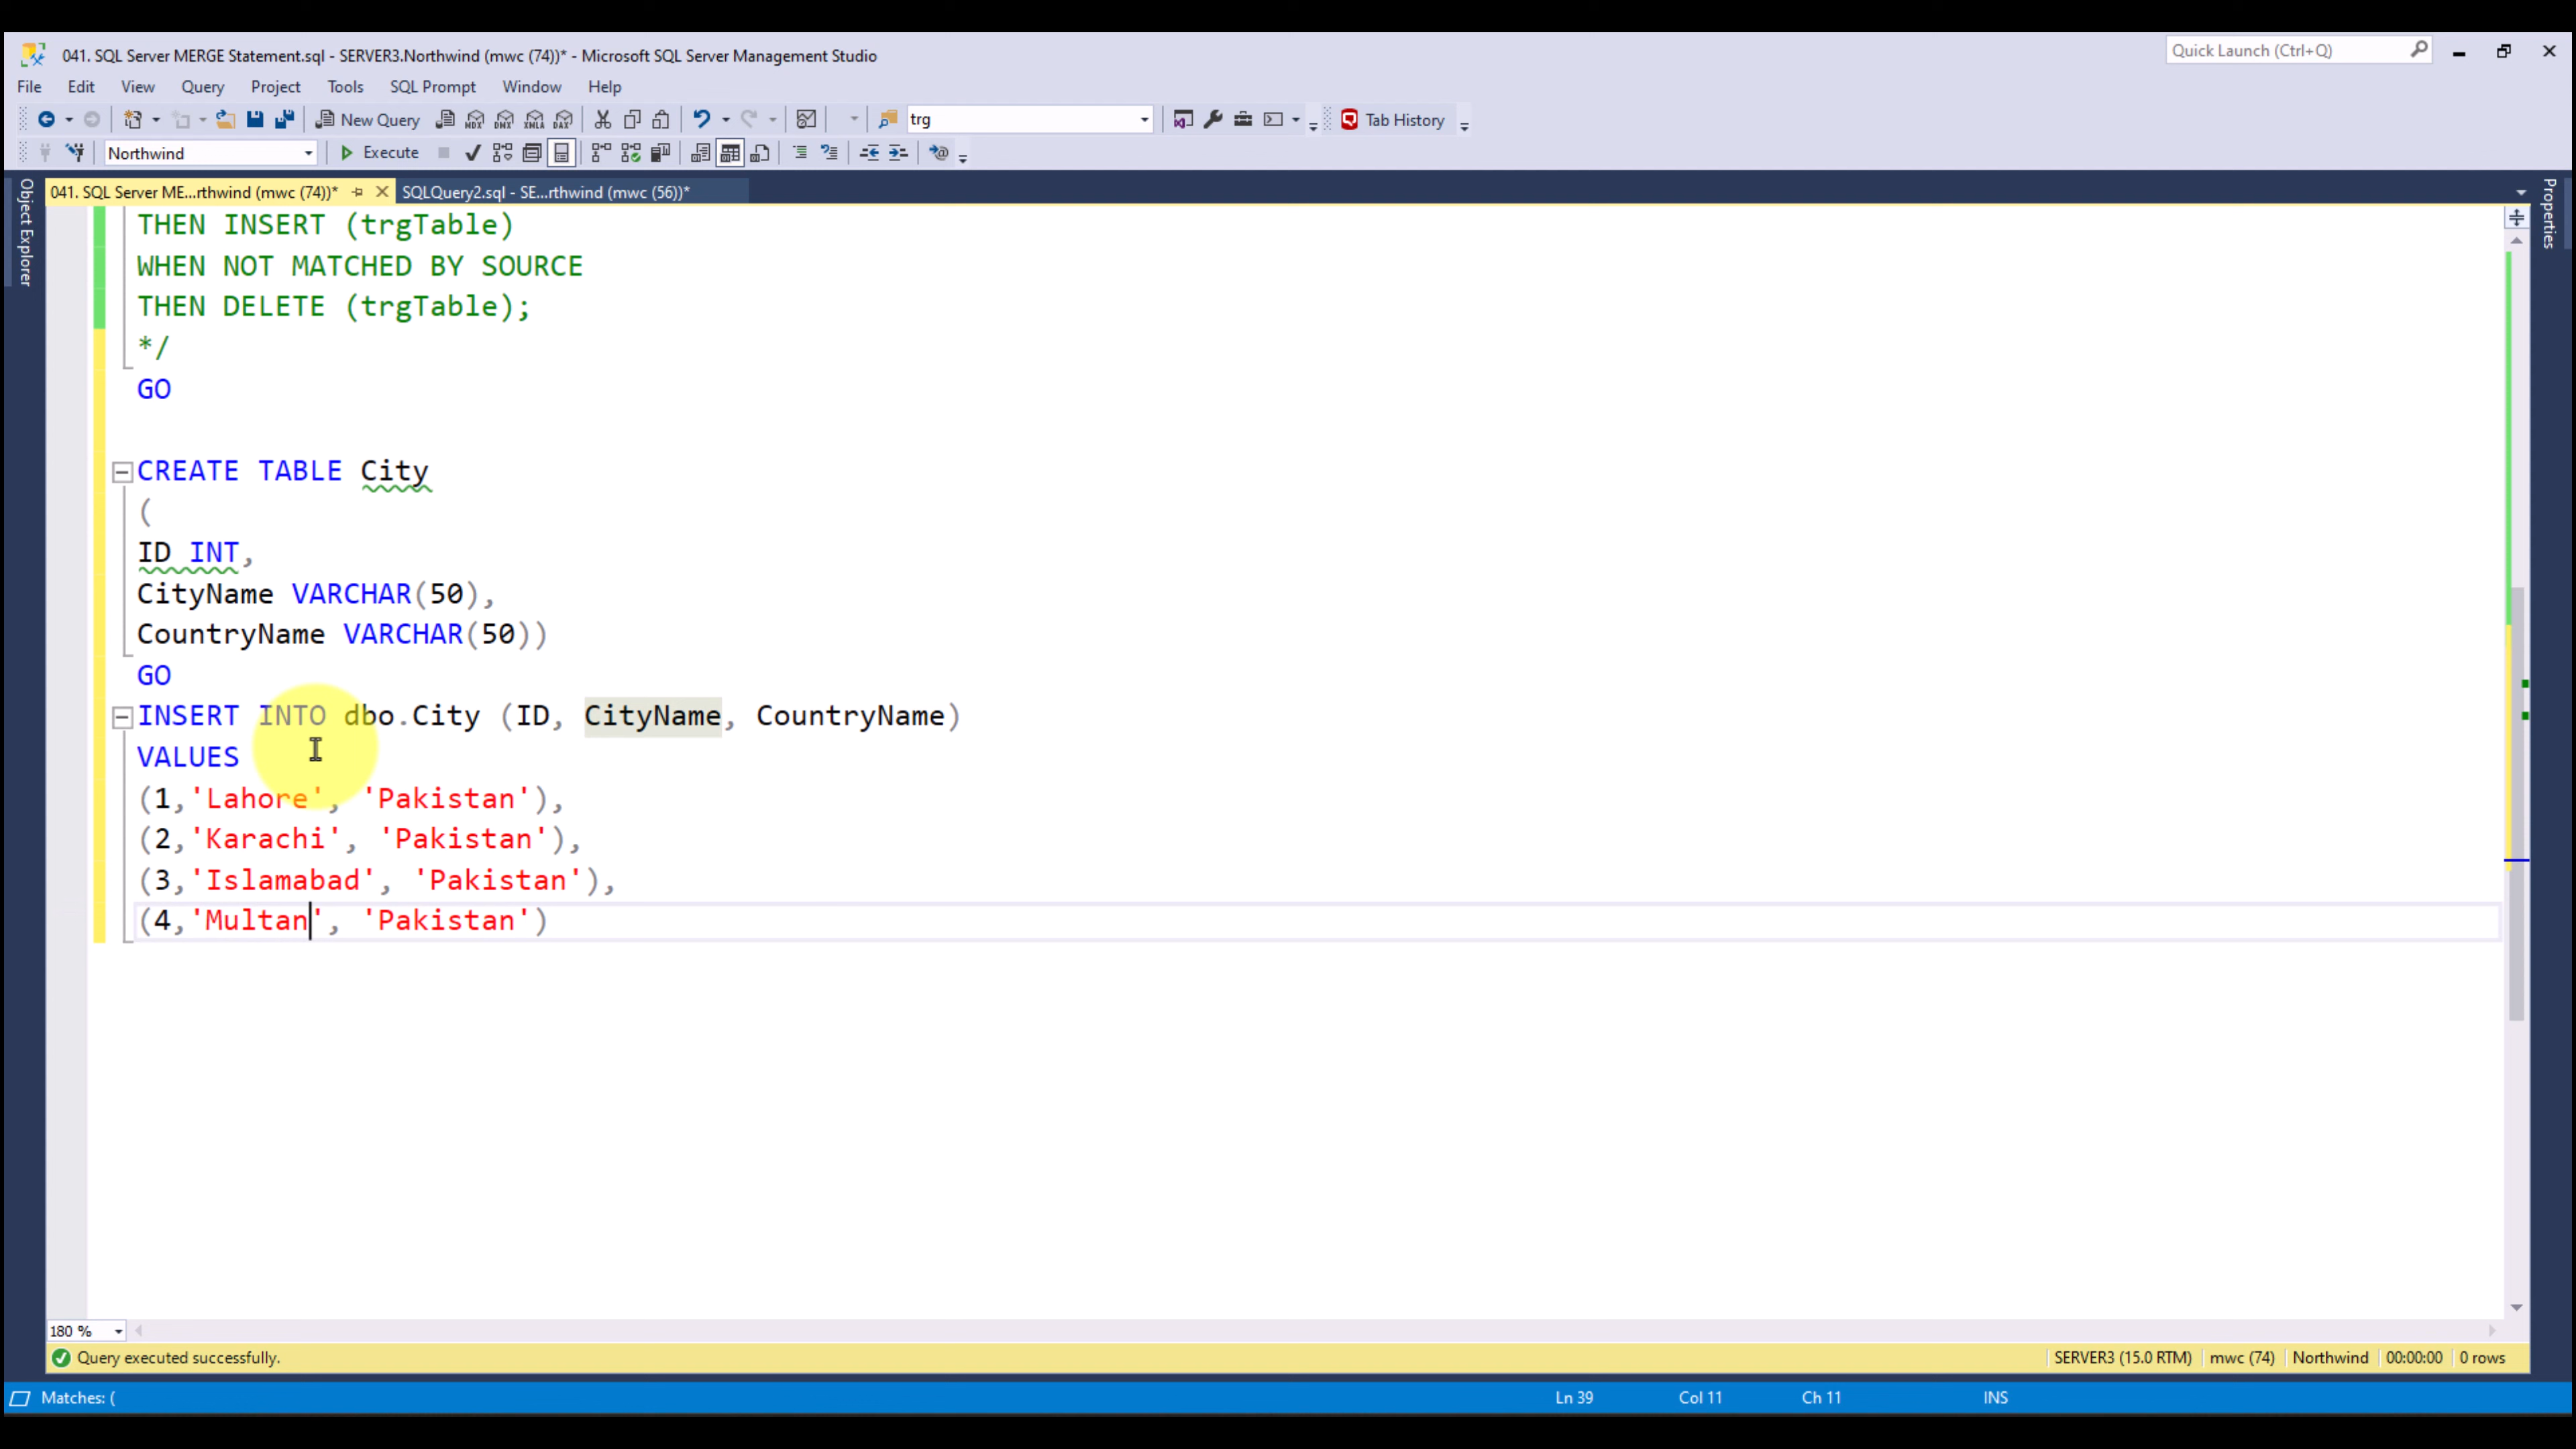 041. SQL Server MERGE Statement.sql - SERVER3.Northwind (mwc (74))* - Microsoft SQL Server Management Studio
Quick Launch (Ctrl+Q)
File Edit View Query Project Tools SQL Prompt Window Help
New Query MDX DMX XMLA DAX trg Tab History
Northwind Execute
Object Explorer
041. SQL Server ME...rthwind (mwc (74))* SQLQuery2.sql - SE...rthwind (mwc (56))*
Properties
THEN INSERT (trgTable)
WHEN NOT MATCHED BY SOURCE
THEN DELETE (trgTable);
*/
GO
CREATE TABLE City
(
ID INT,
CityName VARCHAR(50),
CountryName VARCHAR(50))
GO
INSERT INTO dbo.City (ID, CityName, CountryName)
VALUES
(1,'Lahore', 'Pakistan'),
(2,'Karachi', 'Pakistan'),
(3,'Islamabad', 'Pakistan'),
(4,'Multan', 'Pakistan')
180 %
Query executed successfully. SERVER3 (15.0 RTM) mwc (74) Northwind 00:00:00 0 rows
Matches: ( Ln 39 Col 11 Ch 11 INS